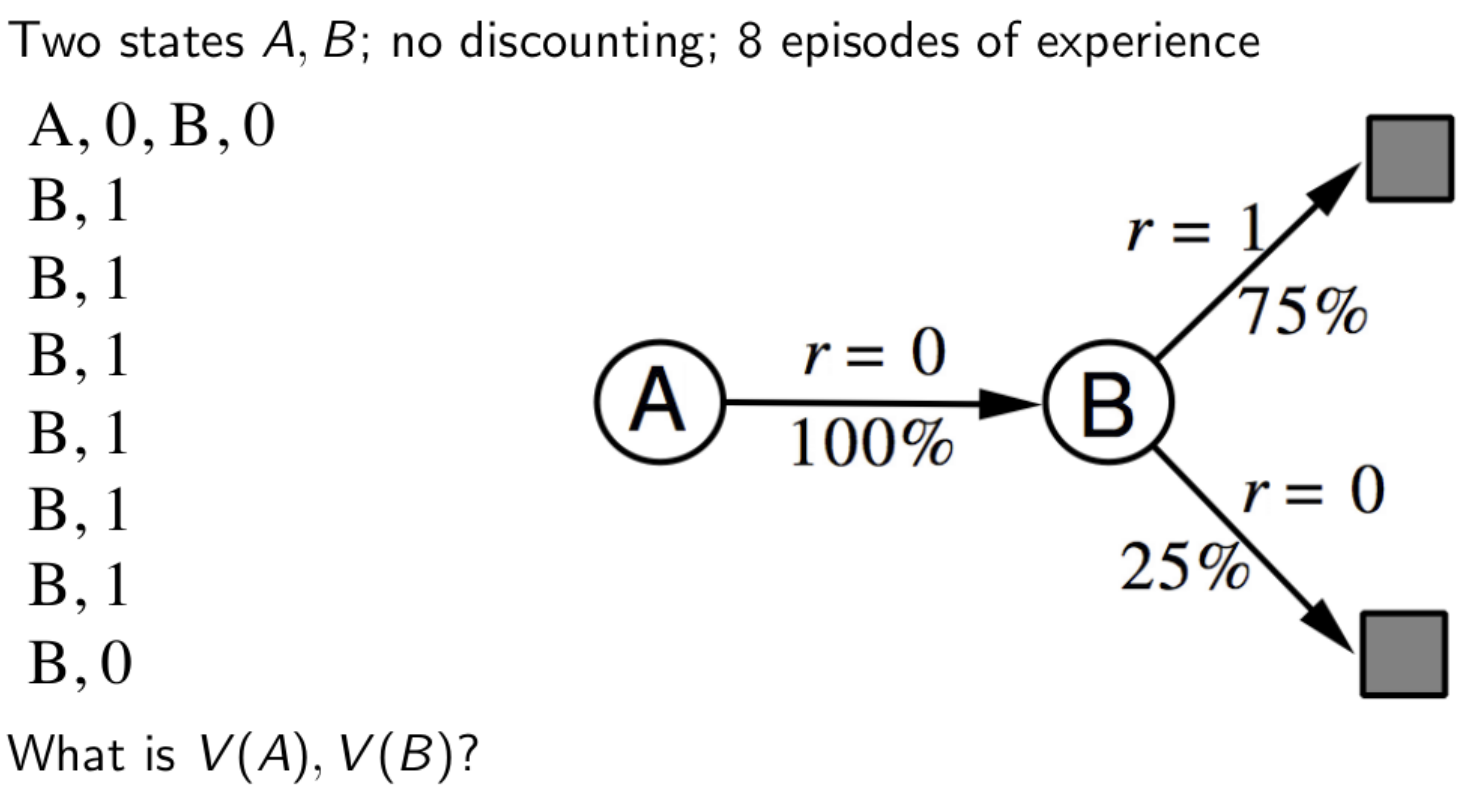 Two states A, B; no discounting; 8 episodes of experience
A, 0, B, 0
B, 1
B, 1
B, 1
B, 1
B, 1
B, 1
B, 0
r = 1
75%
r = 0
100%
A
B
r = 0
25%
What is V(A), V(B)?